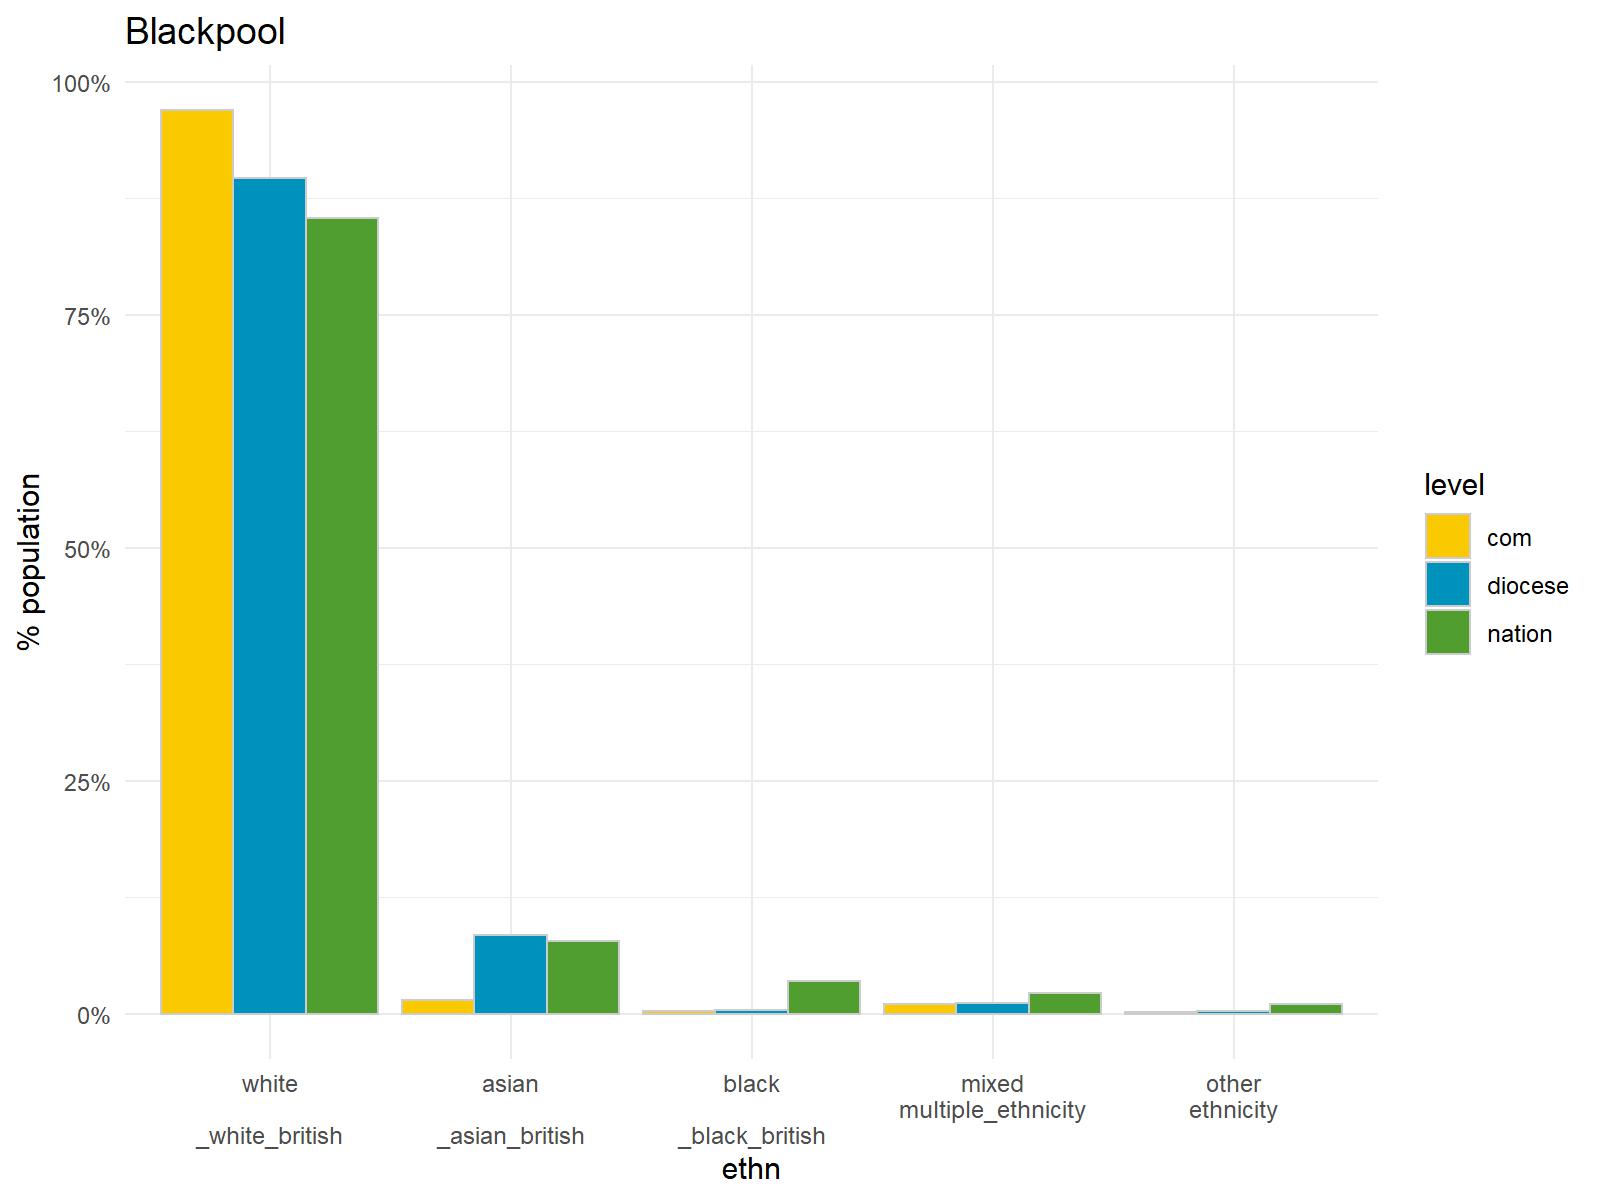 Blackpool
100%
75%
50%
25%
0%
% population
white
_white_british
asian
_asian_british
black
_black_british
mixed
multiple_ethnicity
other
ethnicity
ethn
level
com
diocese
nation